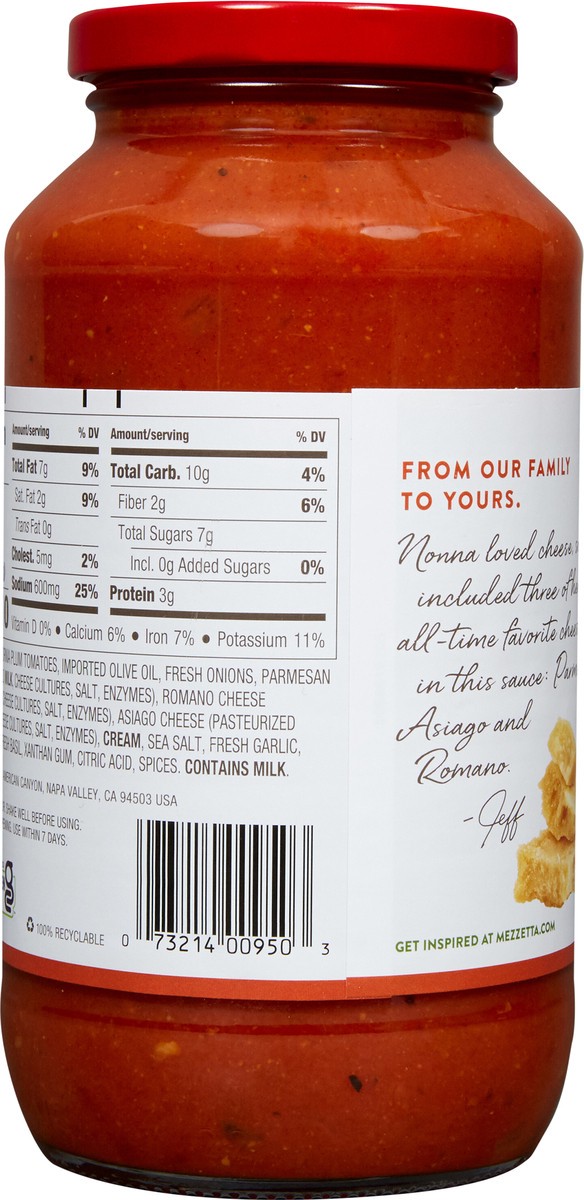 Amount/serving % DV
Total Fat 7g 9%
Sat. Fat 2g 9%
Trans Fat 0g
Cholest. 5mg 2%
Sodium 600mg 25%
Amount/serving % DV
Total Carb. 10g 4%
Fiber 2g 6%
Total Sugars 7g
Incl. 0g Added Sugars 0%
Protein 3g
Vitamin D 0% • Calcium 6% • Iron 7% • Potassium 11%
PLUM TOMATOES, IMPORTED OLIVE OIL, FRESH ONIONS, PARMESAN
MILK, CHEESE CULTURES, SALT, ENZYMES), ROMANO CHEESE
CULTURES, SALT, ENZYMES), ASIAGO CHEESE (PASTEURIZED
CULTURES, SALT, ENZYMES), CREAM, SEA SALT, FRESH GARLIC,
BASIL, XANTHAN GUM, CITRIC ACID, SPICES. CONTAINS MILK.
AMERICAN CANYON, NAPA VALLEY, CA 94503 USA
SHAKE WELL BEFORE USING.
USE WITHIN 7 DAYS.
100% RECYCLABLE
0 73214 00950 3
FROM OUR FAMILY
TO YOURS.
Nonna loved cheese,
included three of
all-time favorite
in this sauce:
Asiago and
Romano.
-Jeff
GET INSPIRED AT MEZZETTA.COM